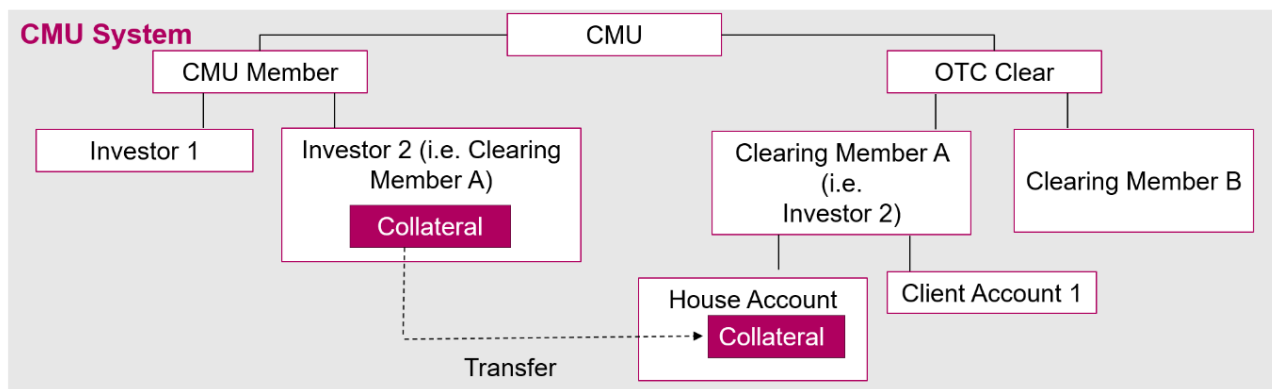 CMU System
CMU
CMU Member
OTC Clear
Investor 1
Investor 2 (i.e. Clearing
Member A)
Collateral
Clearing Member A
(i.e.
Investor 2)
Clearing Member B
House Account
Collateral
Client Account 1
Transfer